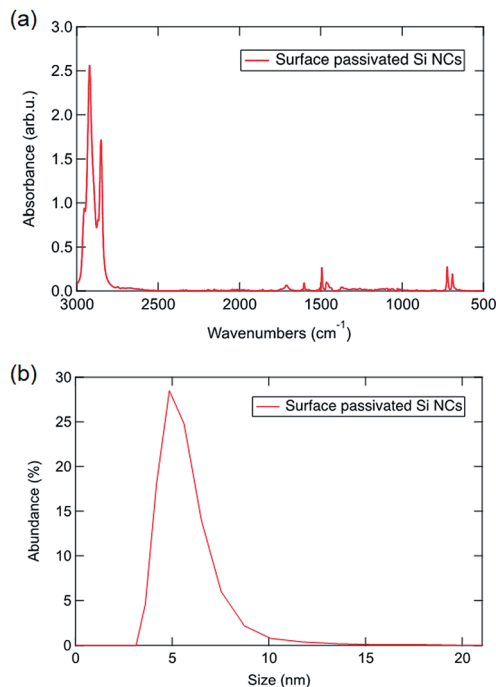 (a)
3.0
2.5
2.0
1.5
1.0
0.5
0.0
Absorbance (arb.u.)
Surface passivated Si NCs
3000 2500 2000 1500 1000 500
Wavenumbers (cm⁻¹)
(b)
30
25
20
15
10
5
0
Abundance (%)
Surface passivated Si NCs
0 5 10 15 20
Size (nm)